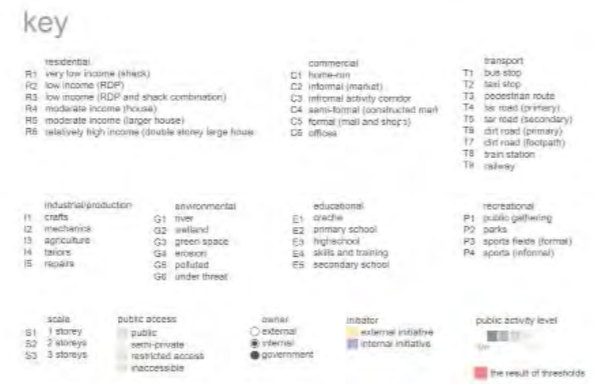 key
residential
R1 very low income (shack)
R2 low income (RDP)
R3 low income (RDP and shack combination)
R4 moderate income (house)
R5 moderate income (larger house)
R6 relatively high income (double storey large house
commercial
C1 home-run
C2 informal (market)
C3 infromal activity corridor
C4 semi-formal (constructed mark
C5 formal (mall and shops)
C6 offices
transport
T1 bus stop
T2 taxi stop
T3 pedestrian route
T4 tar road (primary)
T5 tar road (secondary)
T6 dirt road (primary)
T7 dirt road (footpath)
T8 train station
T9 railway
industrial/production
I1 crafts
I2 mechanics
I3 agriculture
I4 tailors
I5 repairs
environmental
G1 river
G2 wetland
G3 green space
G4 erosion
G5 polluted
G6 under threat
educational
E1 creche
E2 primary school
E3 highschool
E4 skills and training
E5 secondary school
recreational
P1 public gathering
P2 parks
P3 sports fields (formal)
P4 sports (informal)
scale
S1 1 storey
S2 2 storeys
S3 3 storeys
public access
public
semi-private
restricted access
inaccessible
owner
external
internal
government
initiator
external initiative
internal initiative
public activity level
the result of thresholds